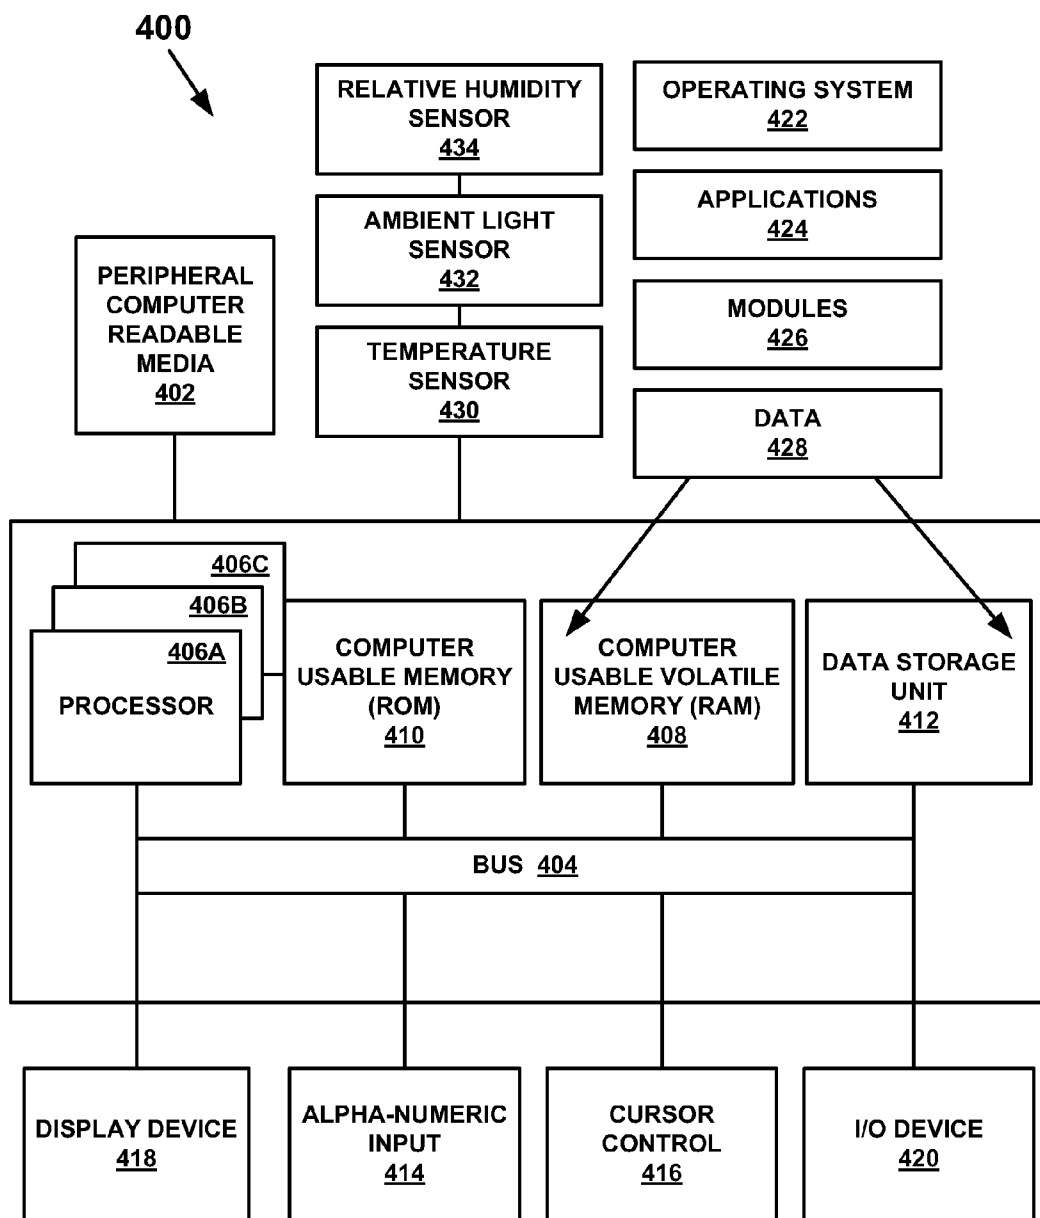 400
RELATIVE HUMIDITY
SENSOR
434
OPERATING SYSTEM
422
AMBIENT LIGHT
SENSOR
432
APPLICATIONS
424
PERIPHERAL
COMPUTER
READABLE
MEDIA
402
TEMPERATURE
SENSOR
430
MODULES
426
DATA
428
406C
406B
406A
PROCESSOR
COMPUTER
USABLE MEMORY
(ROM)
410
COMPUTER
USABLE VOLATILE
MEMORY (RAM)
408
DATA STORAGE
UNIT
412
BUS 404
DISPLAY DEVICE
418
ALPHA-NUMERIC
INPUT
414
CURSOR
CONTROL
416
I/O DEVICE
420